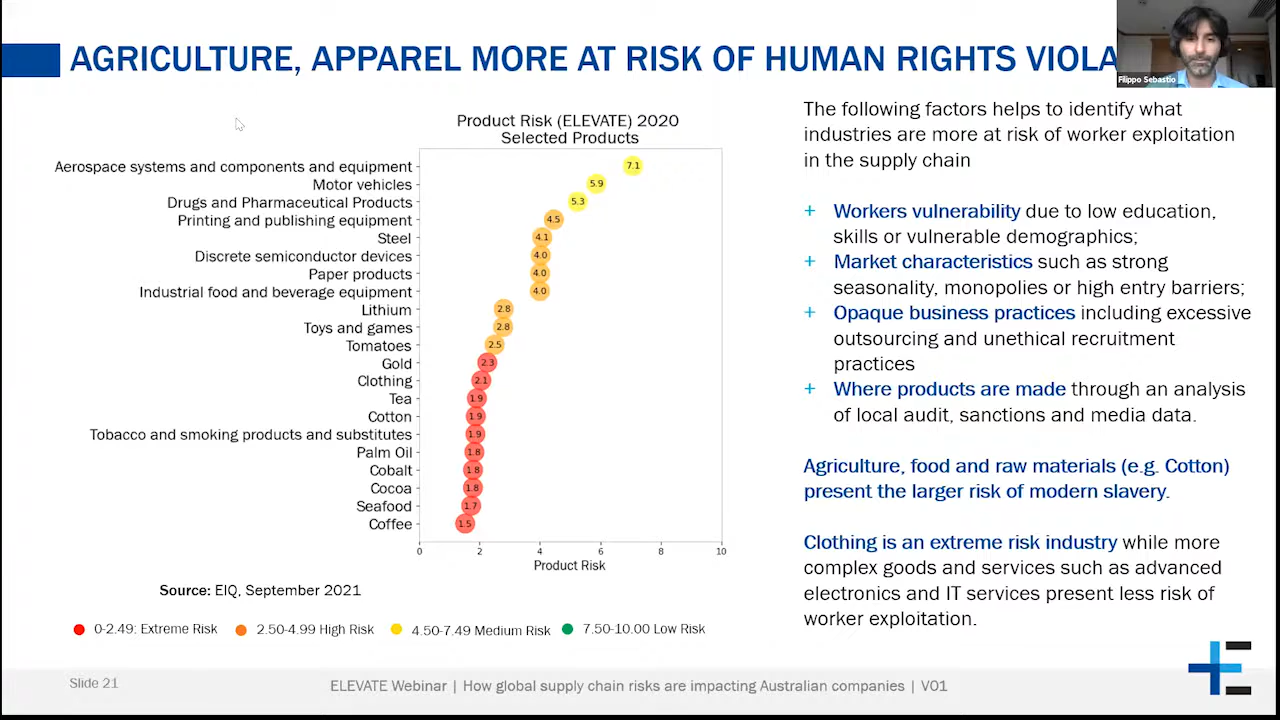 AGRICULTURE, APPAREL MORE AT RISK OF HUMAN RIGHTS VIOLA
Filippo Sebastio
Product Risk (ELEVATE) 2020
Selected Products
Aerospace systems and components and equipment 7.1
Motor vehicles 5.9
Drugs and Pharmaceutical Products 5.3
Printing and publishing equipment 4.5
Steel 4.1
Discrete semiconductor devices 4.0
Paper products 4.0
Industrial food and beverage equipment 4.0
Lithium 2.8
Toys and games 2.8
Tomatoes 2.5
Gold 2.3
Clothing 2.1
Tea 1.9
Cotton 1.9
Tobacco and smoking products and substitutes 1.9
Palm Oil 1.8
Cobalt 1.8
Cocoa 1.8
Seafood 1.7
Coffee 1.5
0 2 4 6 8 10
Product Risk
Source: EIQ, September 2021
0-2.49: Extreme Risk 2.50-4.99 High Risk 4.50-7.49 Medium Risk 7.50-10.00 Low Risk
The following factors helps to identify what
industries are more at risk of worker exploitation
in the supply chain
+ Workers vulnerability due to low education,
skills or vulnerable demographics;
+ Market characteristics such as strong
seasonality, monopolies or high entry barriers;
+ Opaque business practices including excessive
outsourcing and unethical recruitment
practices
+ Where products are made through an analysis
of local audit, sanctions and media data.
Agriculture, food and raw materials (e.g. Cotton)
present the larger risk of modern slavery.
Clothing is an extreme risk industry while more
complex goods and services such as advanced
electronics and IT services present less risk of
worker exploitation.
Slide 21
ELEVATE Webinar | How global supply chain risks are impacting Australian companies | V01